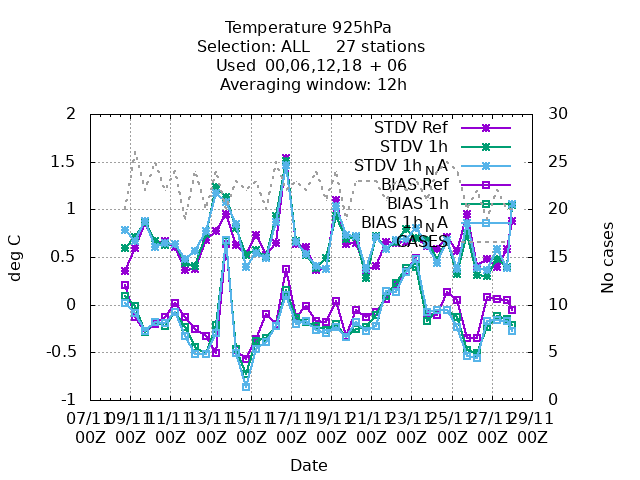 Temperature 925hPa
Selection: ALL     27 stations
Used  00,06,12,18 + 06
Averaging window: 12h
2
1.5
1
0.5
0
-0.5
-1
deg C
30
25
20
15
10
5
0
No cases
STDV Ref
STDV 1h
STDV 1h_NA
BIAS Ref
BIAS 1h
BIAS 1h_NA
CASES
07/11 09/11 11/11 13/11 15/11 17/11 19/11 21/11 23/11 25/11 27/11 29/11
00Z 00Z 00Z 00Z 00Z 00Z 00Z 00Z 00Z 00Z 00Z 00Z
Date